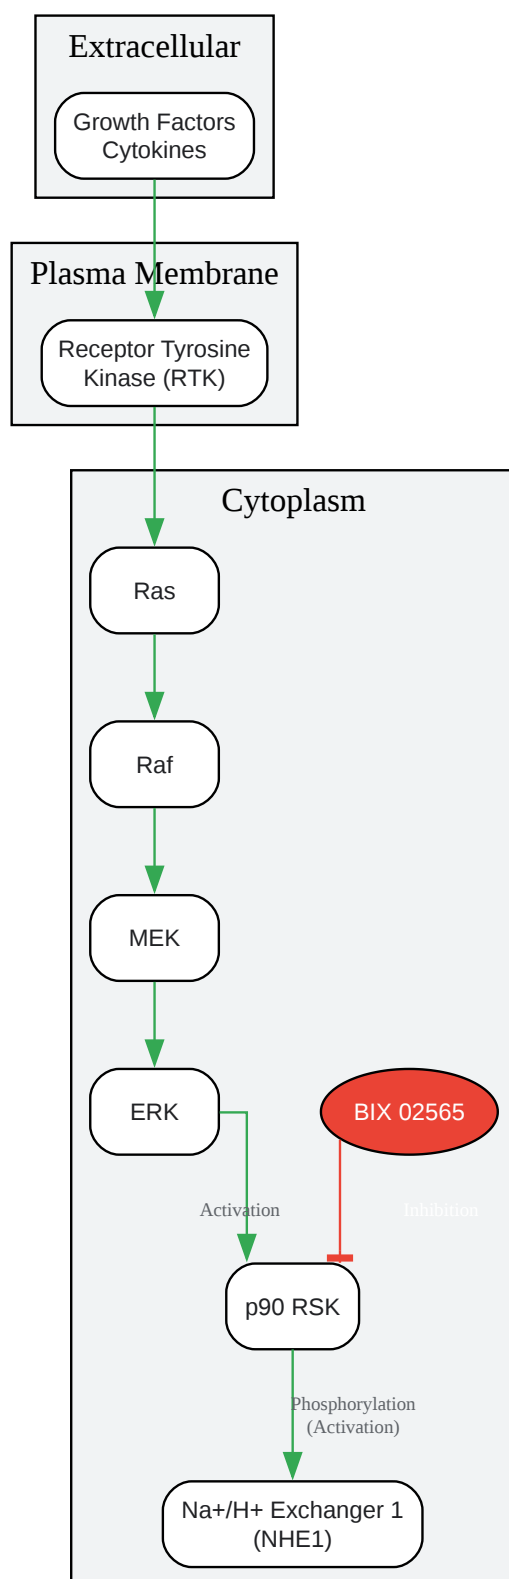 Extracellular
Growth Factors
Cytokines
Plasma Membrane
Receptor Tyrosine
Kinase (RTK)
Cytoplasm
Ras
Raf
MEK
ERK
BIX 02565
Activation
Inhibition
p90 RSK
Phosphorylation
(Activation)
Na+/H+ Exchanger 1
(NHE1)